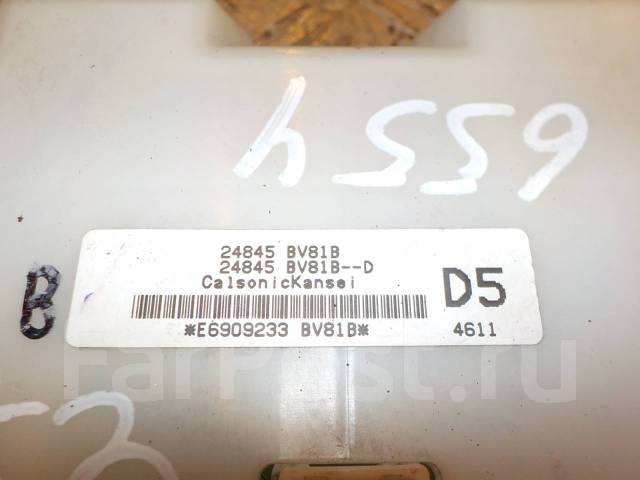 6554
24845 BV81B
24845 BV81B--D
CalsonicKansei
D5
*E6909233 BV81B*
4611
B
FarPost.ru